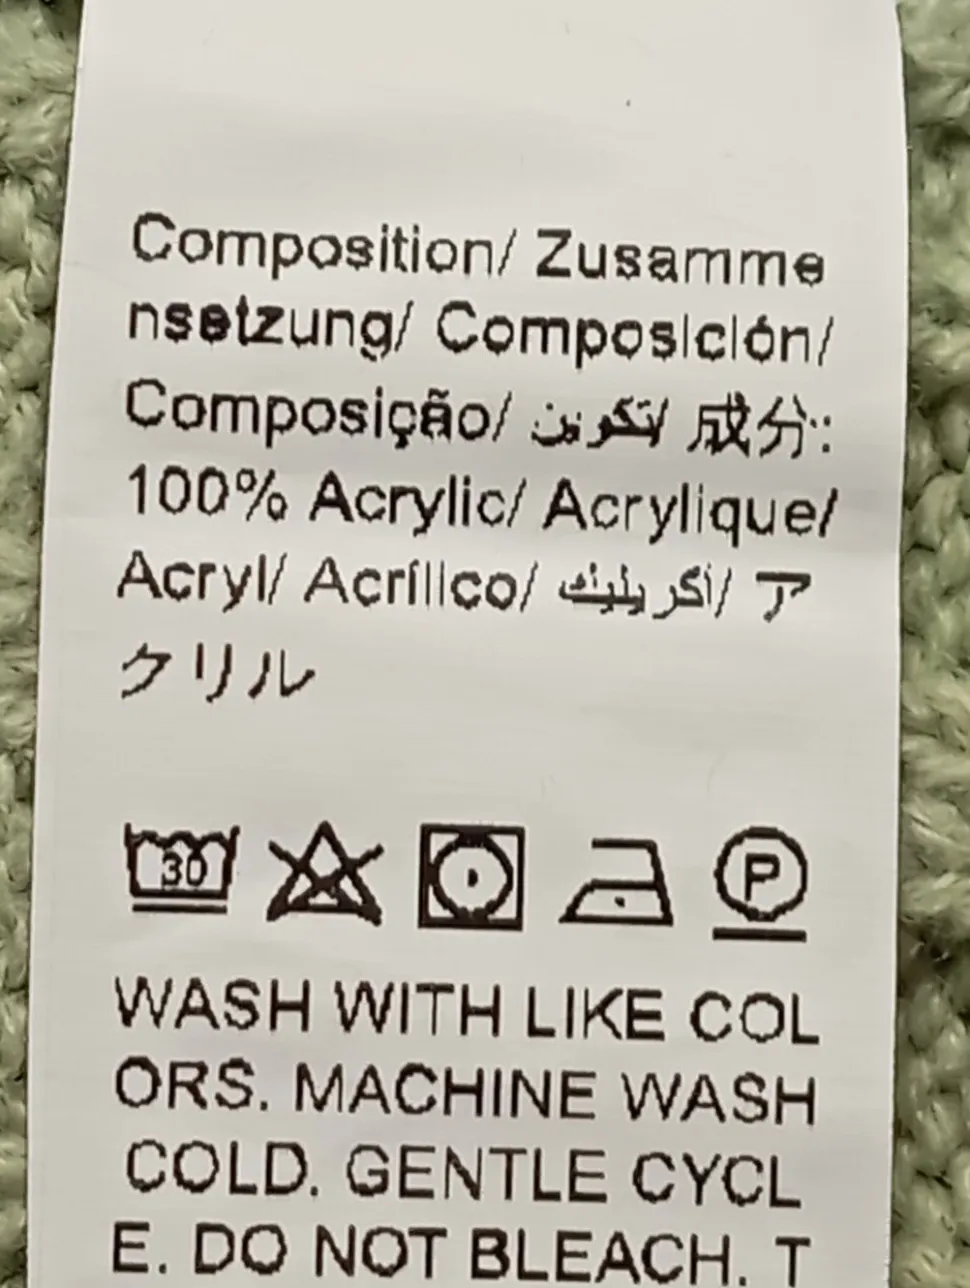 Composition/ Zusamme
nsetzung/ Composición/
Composição/ تكوين/ 成分:
100% Acrylic/ Acrylique/
Acryl/ Acrílico/ أكريليك/ ア
クリル
30 P
WASH WITH LIKE COL
ORS. MACHINE WASH
COLD. GENTLE CYCL
E. DO NOT BLEACH. T